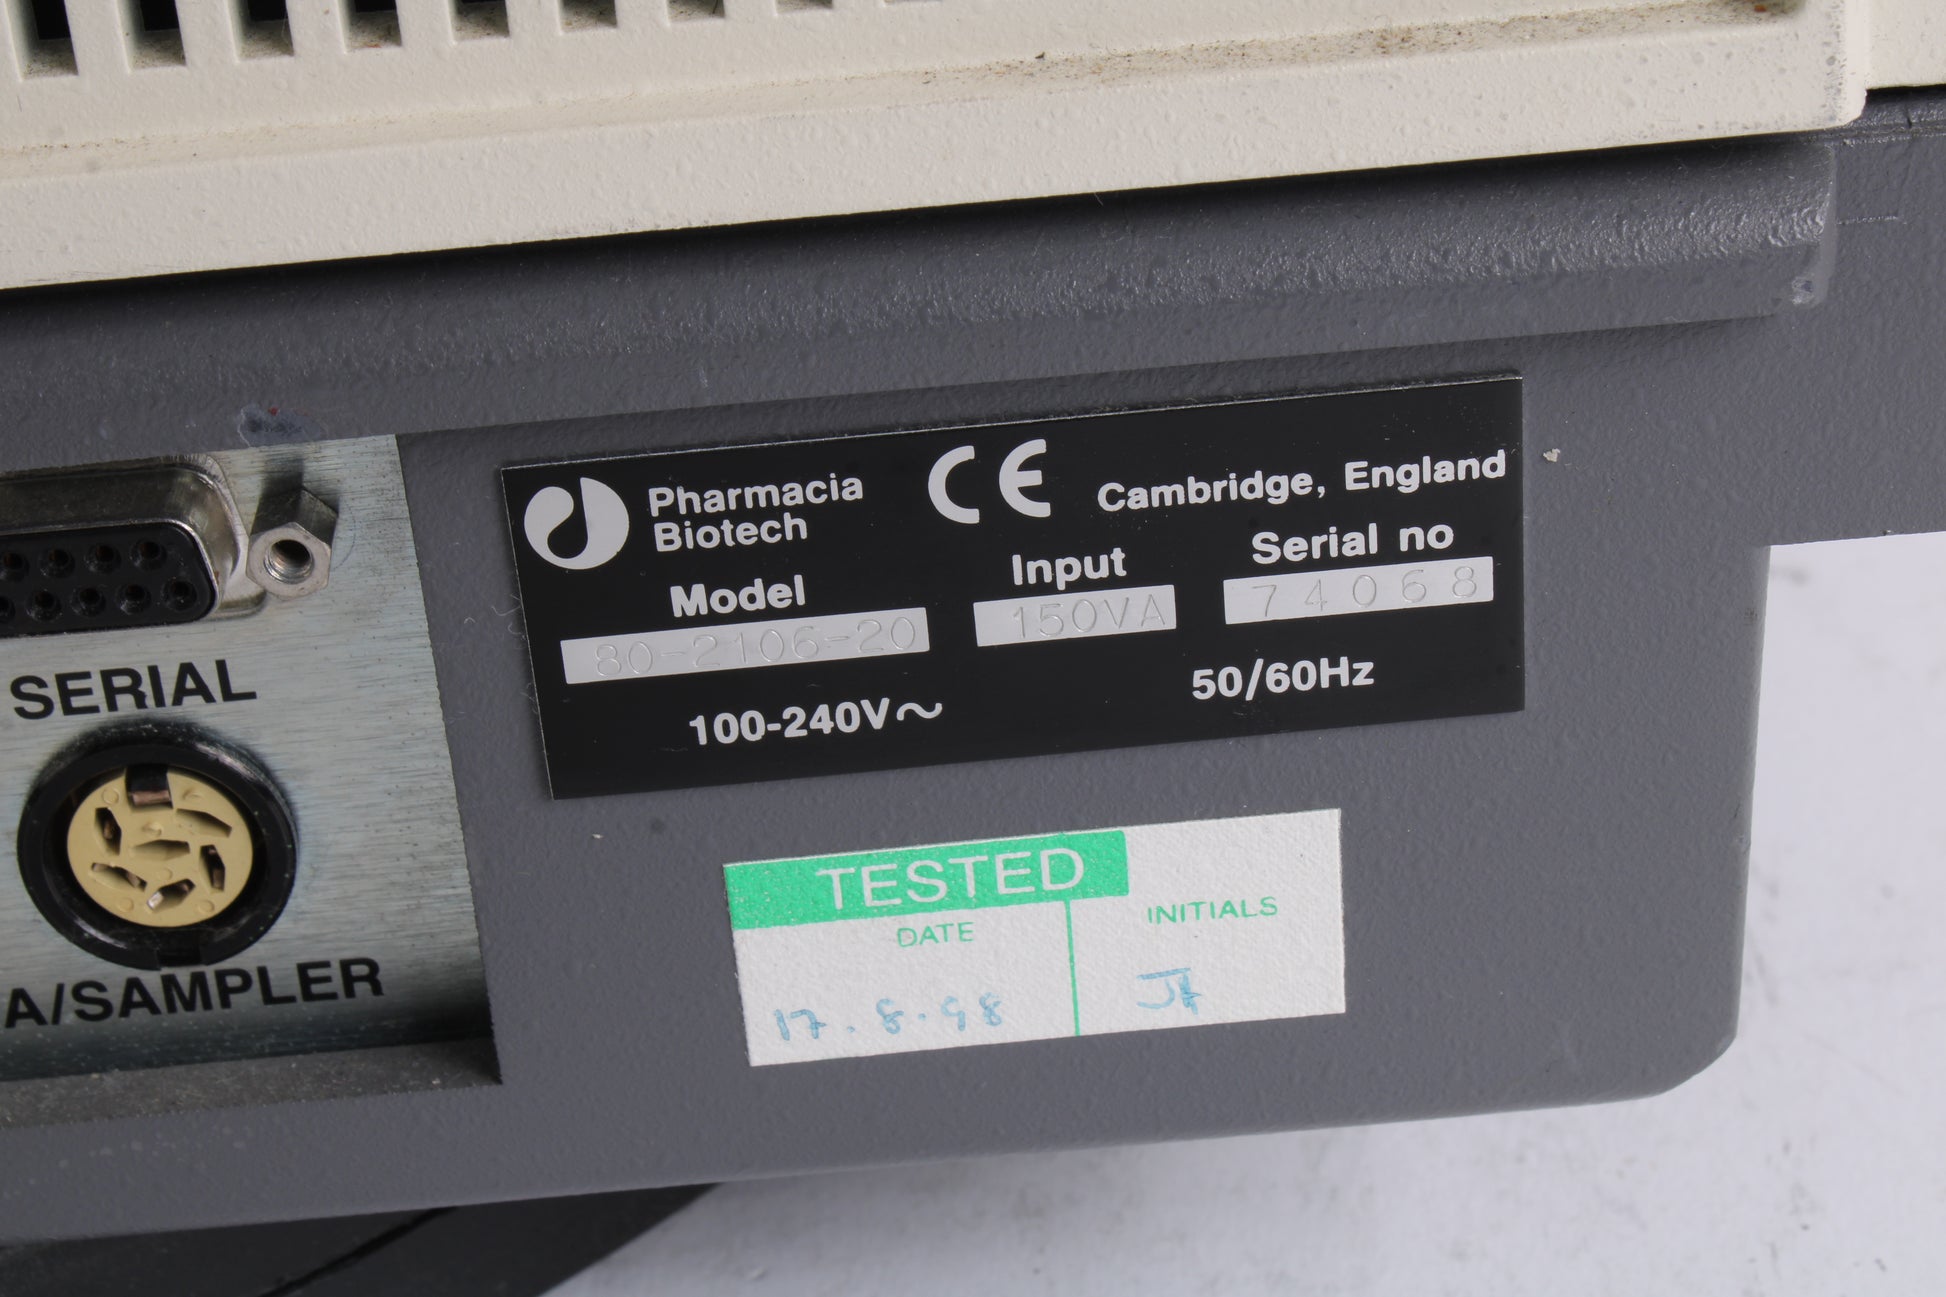 Pharmacia
Biotech
CE
Cambridge, England
Model
Input
Serial no
80-2106-20
150VA
74068
100-240V~
50/60Hz
SERIAL
A/SAMPLER
TESTED
DATE
INITIALS
17.8.98